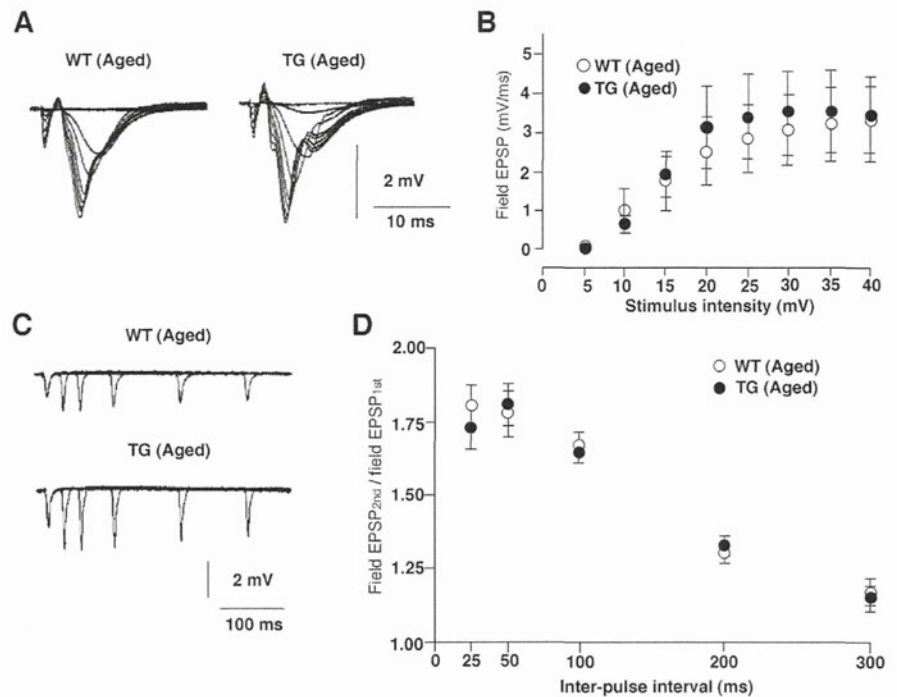 A
WT (Aged)
TG (Aged)
2 mV
10 ms
B
WT (Aged)
TG (Aged)
Field EPSP (mV/ms)
5
4
3
2
1
0
0 5 10 15 20 25 30 35 40
Stimulus intensity (mV)
C
WT (Aged)
TG (Aged)
2 mV
100 ms
D
WT (Aged)
TG (Aged)
Field EPSP2nd / field EPSP1st
2.00
1.75
1.50
1.25
1.00
0 25 50 100 200 300
Inter-pulse interval (ms)